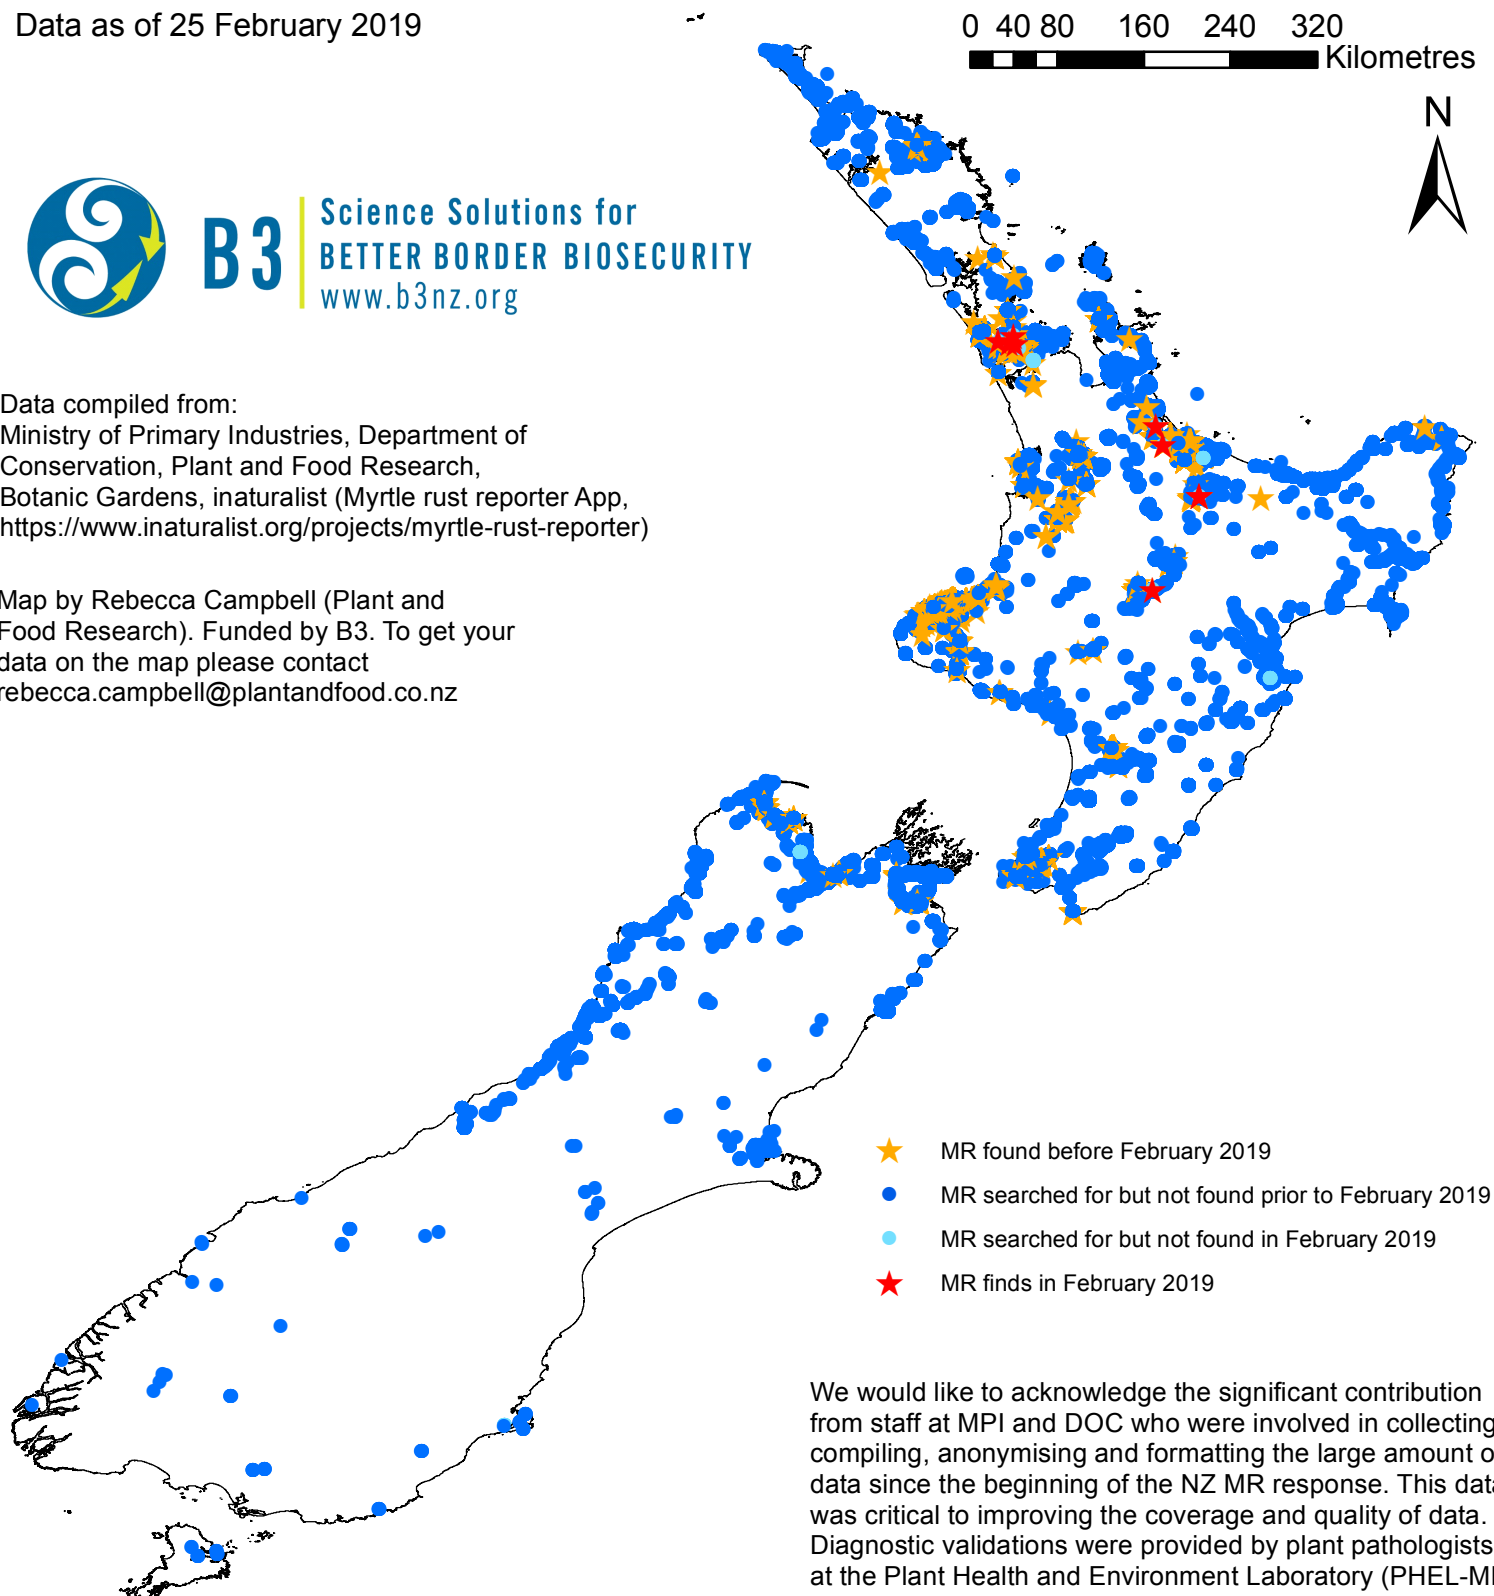 Data as of 25 February 2019
0 40 80 160 240 320
Kilometres
N
B3
Science Solutions for
BETTER BORDER BIOSECURITY
www.b3nz.org
Data compiled from:
Ministry of Primary Industries, Department of
Conservation, Plant and Food Research,
Botanic Gardens, inaturalist (Myrtle rust reporter App,
https://www.inaturalist.org/projects/myrtle-rust-reporter)
Map by Rebecca Campbell (Plant and
Food Research). Funded by B3. To get your
data on the map please contact
rebecca.campbell@plantandfood.co.nz
MR found before February 2019
MR searched for but not found prior to February 2019
MR searched for but not found in February 2019
MR finds in February 2019
We would like to acknowledge the significant contribution
from staff at MPI and DOC who were involved in collecting
compiling, anonymising and formatting the large amount o
data since the beginning of the NZ MR response. This data
was critical to improving the coverage and quality of data.
Diagnostic validations were provided by plant pathologists
at the Plant Health and Environment Laboratory (PHEL-MP